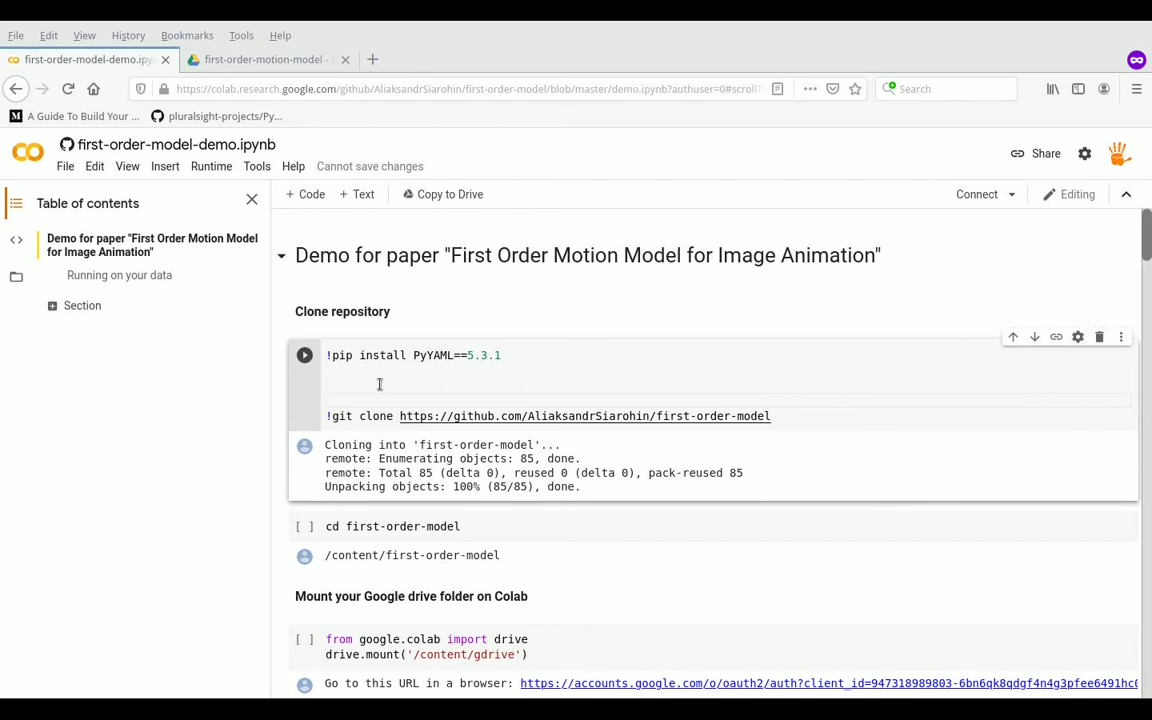 File Edit View History Bookmarks Tools Help
first-order-model-demo.ipy
first-order-motion-model -
https://colab.research.google.com/github/AliaksandrSiarohin/first-order-model/blob/master/demo.ipynb?authuser=0#scrollT
Search
A Guide To Build Your ... pluralsight-projects/Py...
first-order-model-demo.ipynb
File Edit View Insert Runtime Tools Help Cannot save changes
Share
Table of contents
+ Code + Text Copy to Drive
Connect Editing
Demo for paper "First Order Motion Model
for Image Animation"
Running on your data
Section
Demo for paper "First Order Motion Model for Image Animation"
Clone repository
!pip install PyYAML==5.3.1
!git clone https://github.com/AliaksandrSiarohin/first-order-model
Cloning into 'first-order-model'...
remote: Enumerating objects: 85, done.
remote: Total 85 (delta 0), reused 0 (delta 0), pack-reused 85
Unpacking objects: 100% (85/85), done.
[ ] cd first-order-model
/content/first-order-model
Mount your Google drive folder on Colab
[ ] from google.colab import drive
drive.mount('/content/gdrive')
Go to this URL in a browser: https://accounts.google.com/o/oauth2/auth?client_id=947318989803-6bn6qk8qdgf4n4g3pfee6491hc0